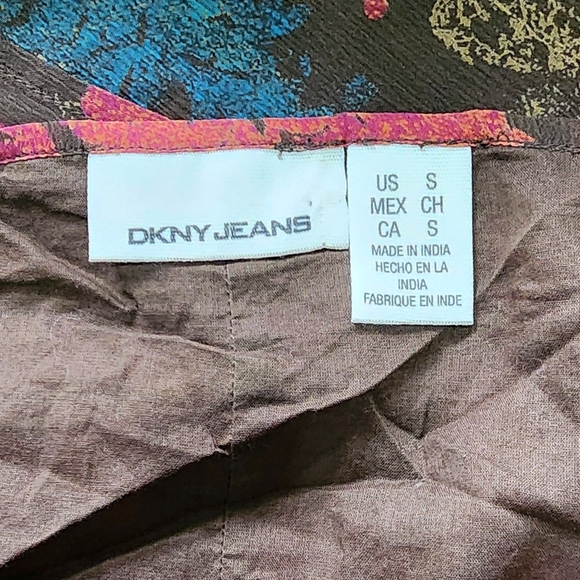 DKNY JEANS
US S
MEX CH
CA S
MADE IN INDIA
HECHO EN LA
INDIA
FABRIQUE EN INDE